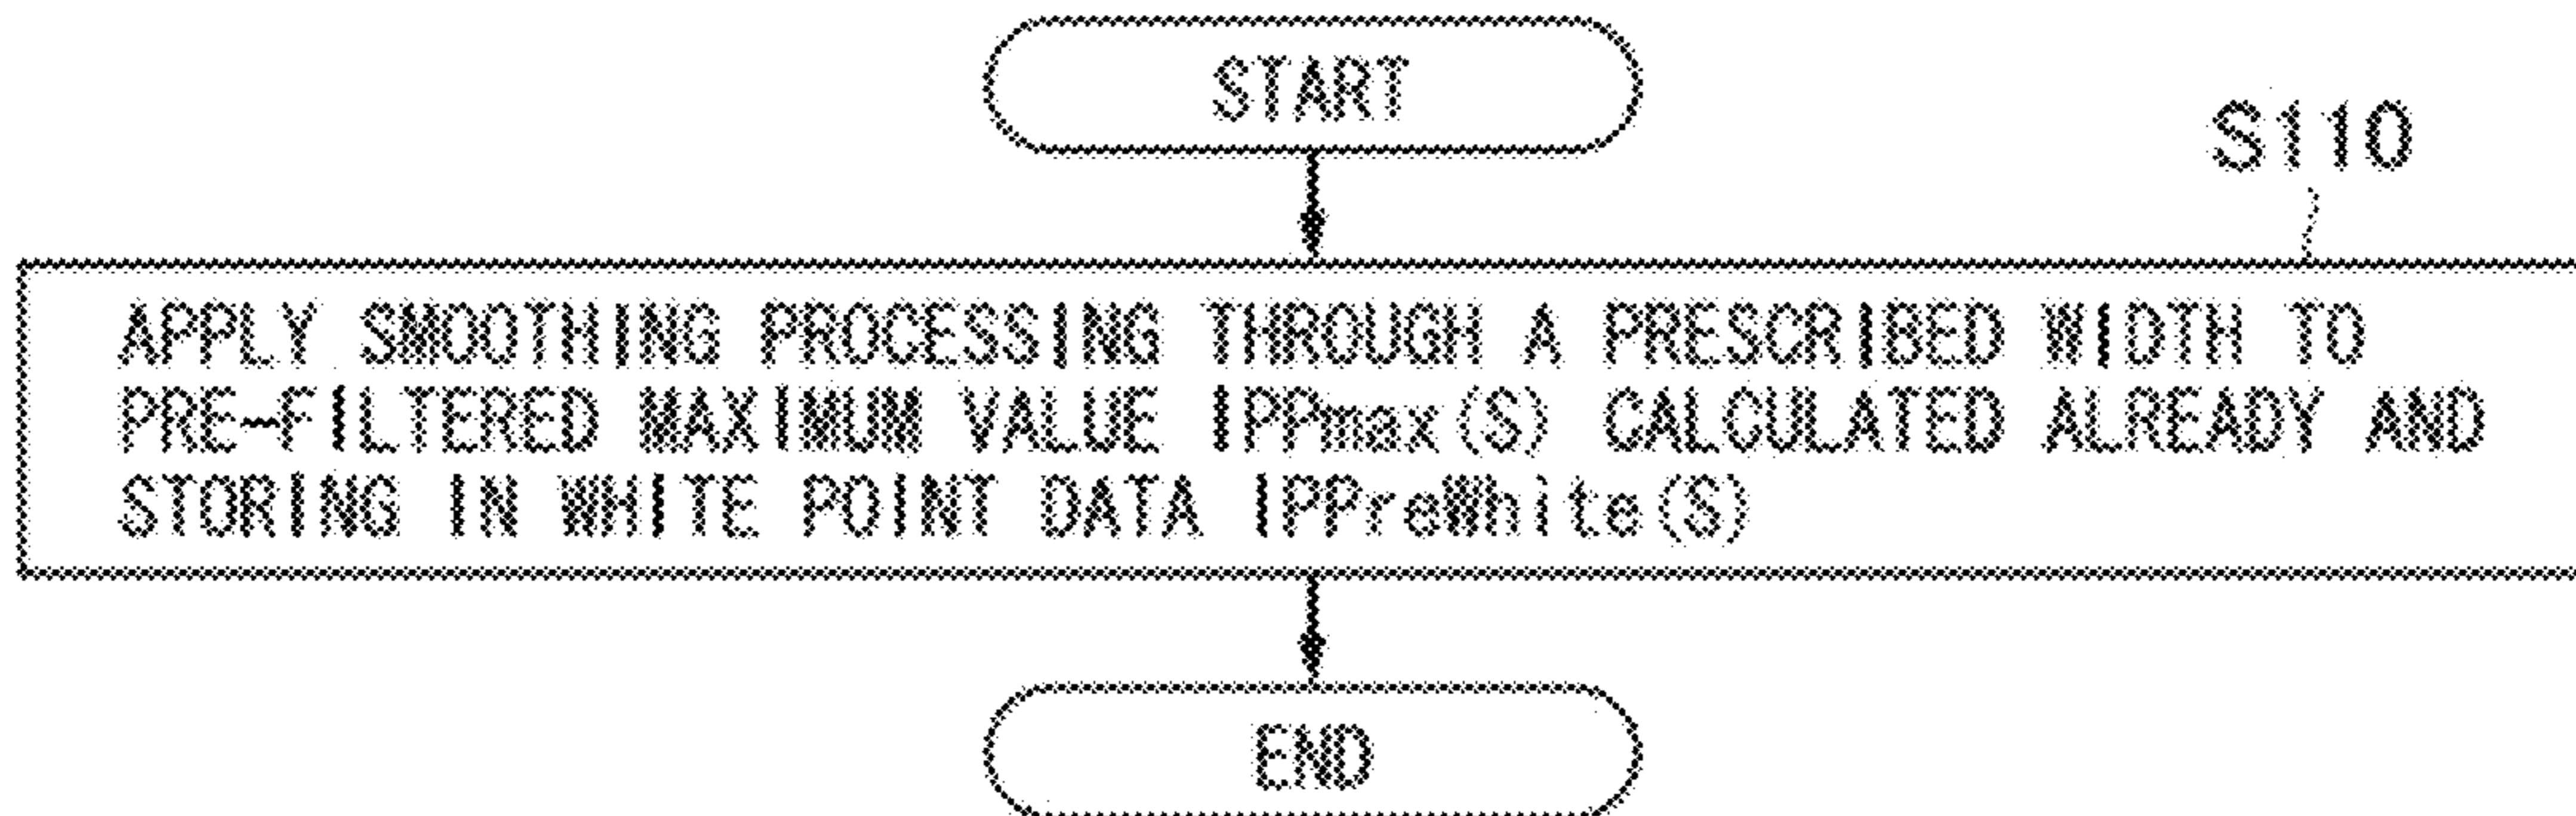 START
S110
APPLY SMOOTHING PROCESSING THROUGH A PRESCRIBED WIDTH TO
PRE-FILTERED MAXIMUM VALUE IPPmax(S) CALCULATED ALREADY AND
STORING IN WHITE POINT DATA IPPreWhite(S)
END